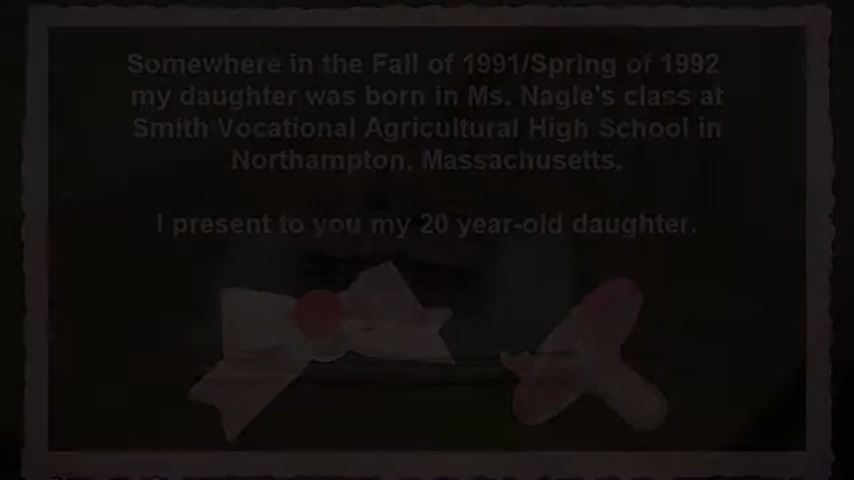 Somewhere in the Fall of 1991/Spring of 1992
my daughter was born in Ms. Nagle's class at
Smith Vocational Agricultural High School in
Northampton, Massachusetts.
I present to you my 20 year-old daughter.